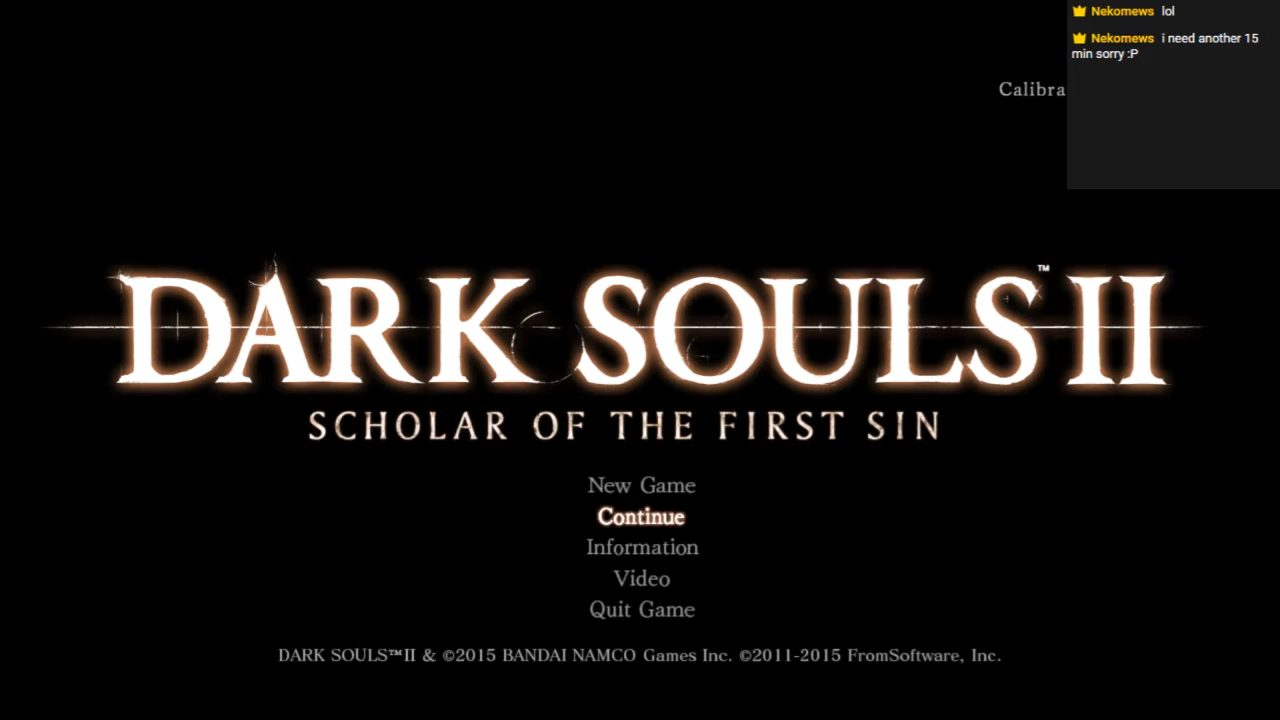 Nekomews lol
Nekomews i need another 15
min sorry :P
Calibra
DARK SOULS™ II
SCHOLAR OF THE FIRST SIN
New Game
Continue
Information
Video
Quit Game
DARK SOULS™II & ©2015 BANDAI NAMCO Games Inc. ©2011-2015 FromSoftware, Inc.